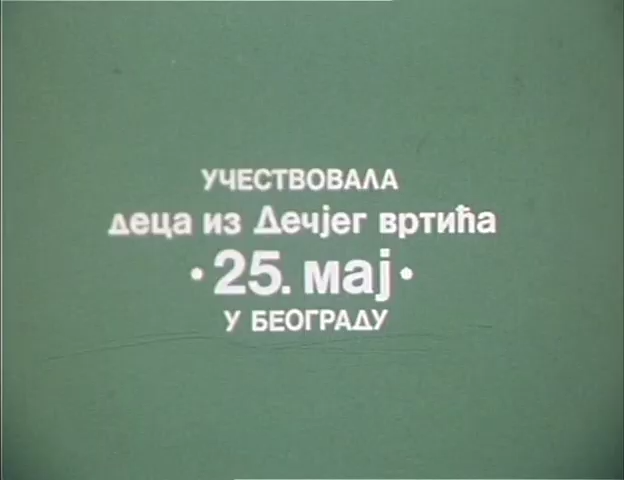 УЧЕСТВОВАЛА
деца из Дечјег вртића
• 25. мај •
У БЕОГРАДУ